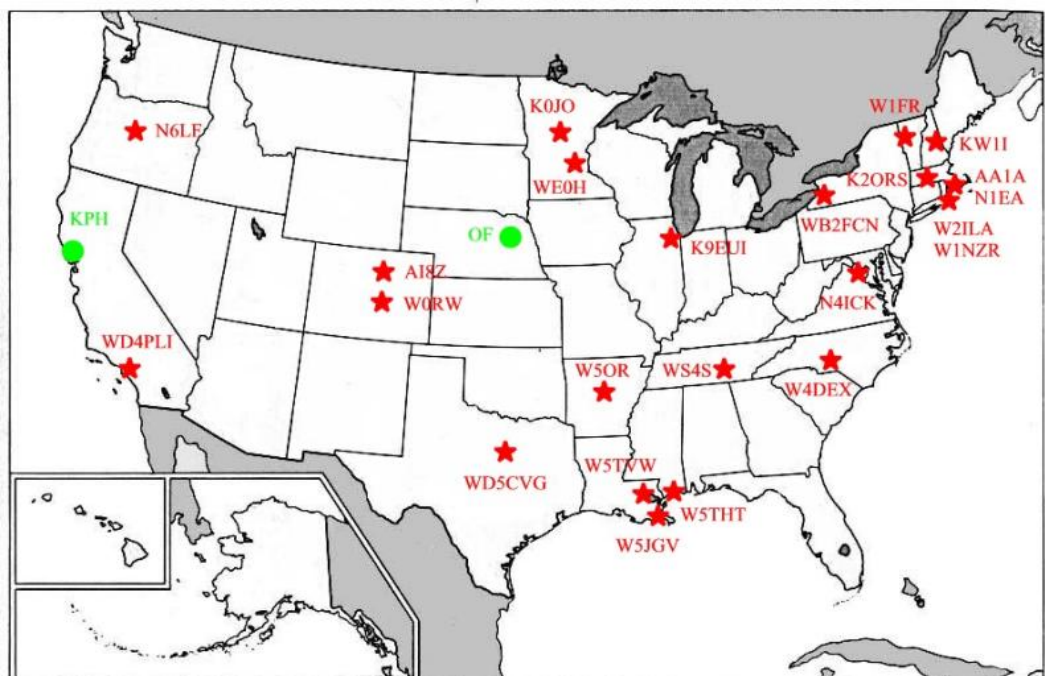 K0JO
W1FR
N6LF
KW1I
WE0H
K2ORS
AA1A
N1EA
KPH
WB2FCN
W2ILA
W1NZR
OF
K9EUI
AI8Z
N4ICK
W0RW
WD4PLI
W5OR
WS4S
W4DEX
W5TVW
WD5CVG
W5THT
W5JGV